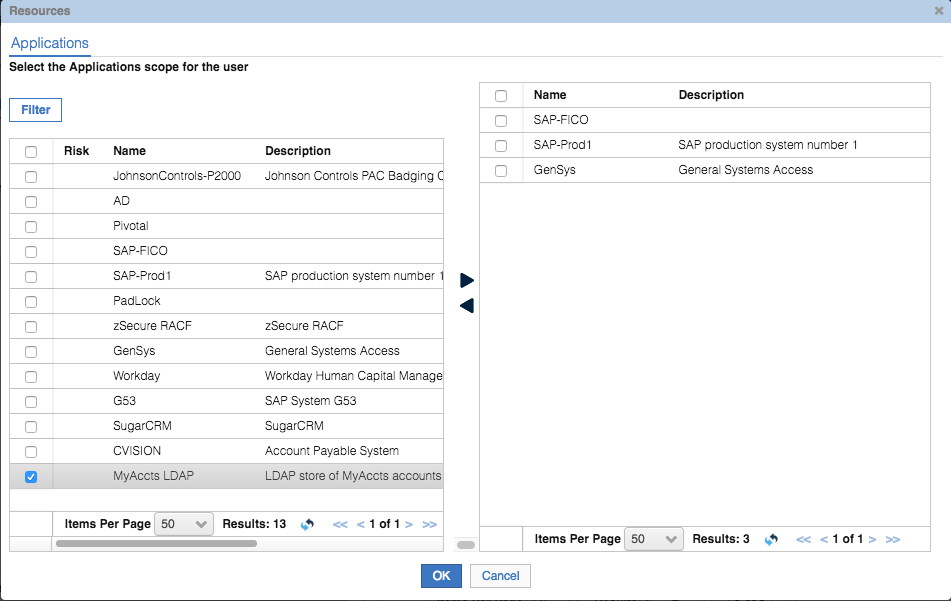 Resources
Applications
Select the Applications scope for the user
Filter
Risk Name Description
JohnsonControls-P2000 Johnson Controls PAC Badging C
AD
Pivotal
SAP-FICO
SAP-Prod1 SAP production system number 1
PadLock
zSecure RACF zSecure RACF
GenSys General Systems Access
Workday Workday Human Capital Manage
G53 SAP System G53
SugarCRM SugarCRM
CVISION Account Payable System
MyAccts LDAP LDAP store of MyAccts accounts
Items Per Page 50 Results: 13 << < 1 of 1 > >>
Name Description
SAP-FICO
SAP-Prod1 SAP production system number 1
GenSys General Systems Access
Items Per Page 50 Results: 3 << < 1 of 1 > >>
OK Cancel